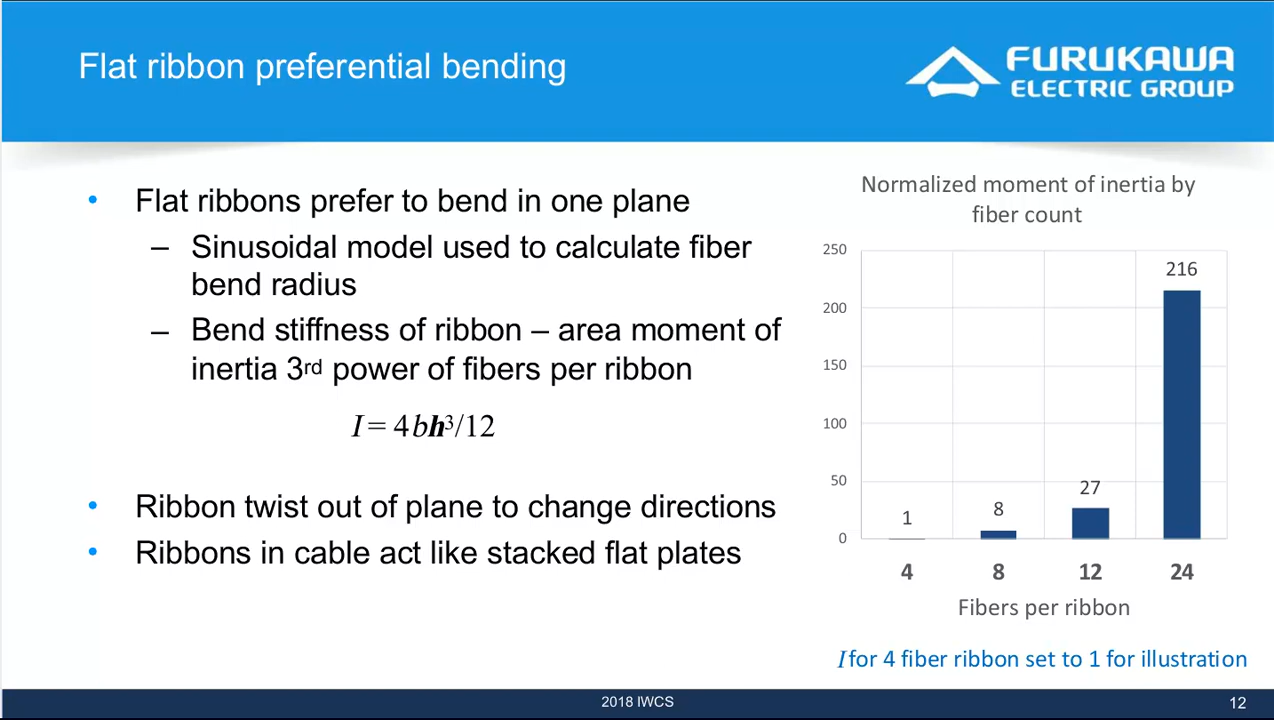 Flat ribbon preferential bending
FURUKAWA
ELECTRIC GROUP
• Flat ribbons prefer to bend in one plane
– Sinusoidal model used to calculate fiber
bend radius
– Bend stiffness of ribbon – area moment of
inertia 3rd power of fibers per ribbon
I = 4bh³/12
• Ribbon twist out of plane to change directions
• Ribbons in cable act like stacked flat plates
Normalized moment of inertia by
fiber count
250
200
150
100
50
0
1
8
27
216
4 8 12 24
Fibers per ribbon
I for 4 fiber ribbon set to 1 for illustration
2018 IWCS
12